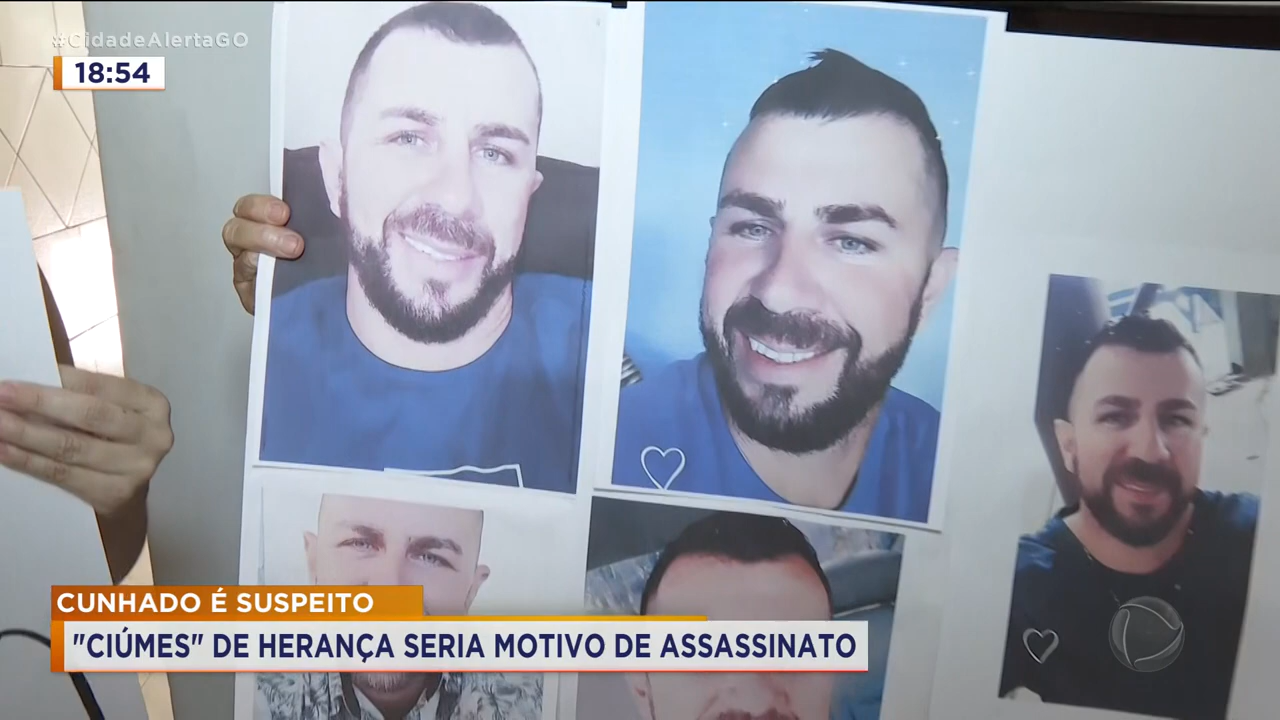 #CidadeAlertaGO
18:54
CUNHADO É SUSPEITO
"CIÚMES" DE HERANÇA SERIA MOTIVO DE ASSASSINATO